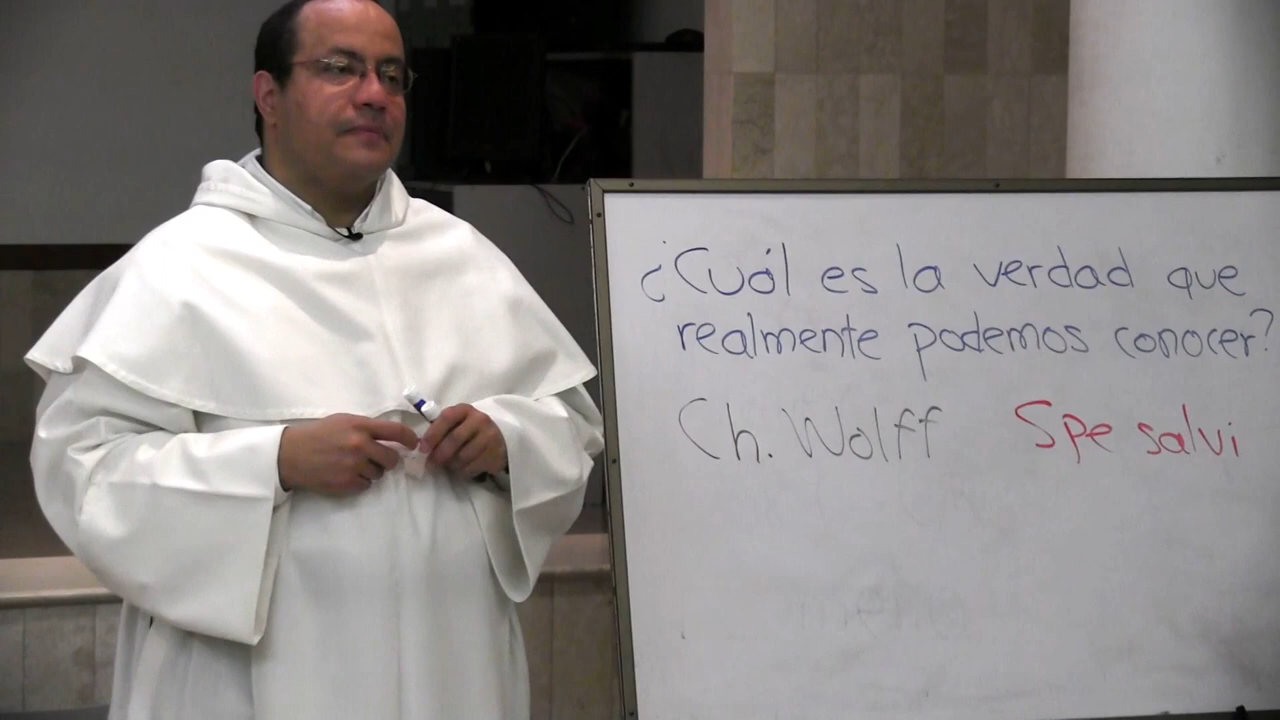 ¿Cuál es la verdad que
realmente podemos conocer?
Ch. Wolff Spe salvi